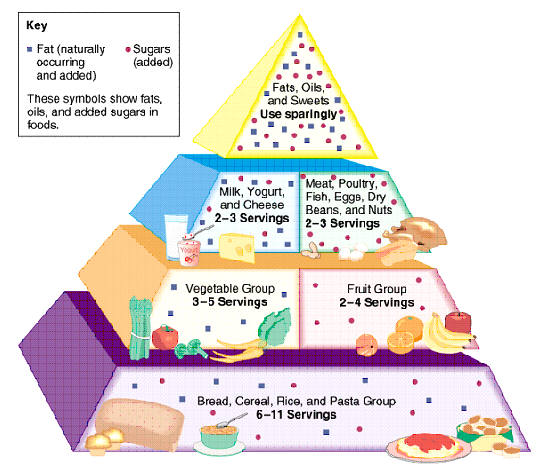 Key
Fat (naturally
occurring
and added)
Sugars
(added)
These symbols show fats,
oils, and added sugars in
foods.
Fats, Oils,
and Sweets
Use sparingly
Milk, Yogurt,
and Cheese
2–3 Servings
Meat, Poultry,
Fish, Eggs, Dry
Beans, and Nuts
2–3 Servings
Yogurt
Vegetable Group
3–5 Servings
Fruit Group
2–4 Servings
Bread, Cereal, Rice, and Pasta Group
6–11 Servings